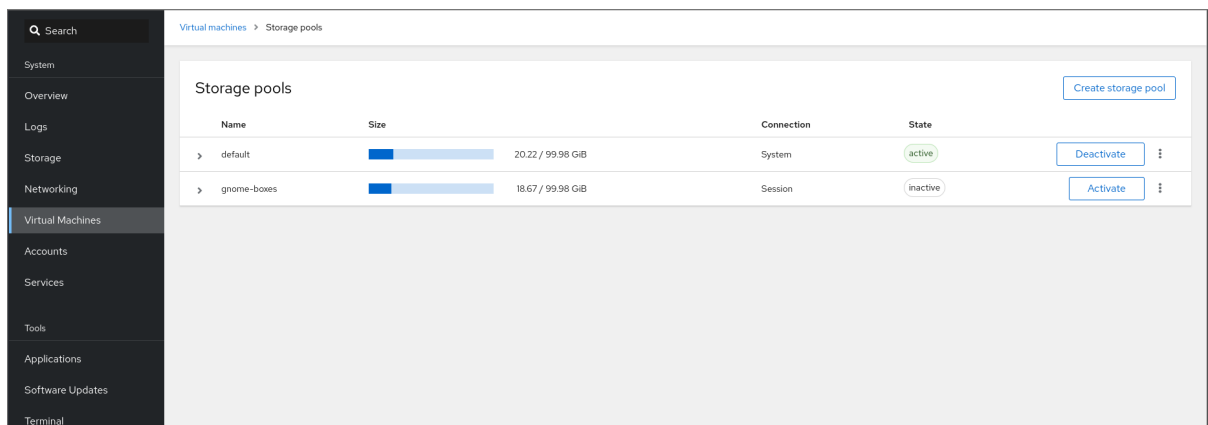 Search
Virtual machines > Storage pools
System
Overview
Logs
Storage
Networking
Virtual Machines
Accounts
Services
Tools
Applications
Software Updates
Terminal
Storage pools
Create storage pool
Name Size Connection State
default 20.22 / 99.98 GiB System active Deactivate
gnome-boxes 18.67 / 99.98 GiB Session inactive Activate